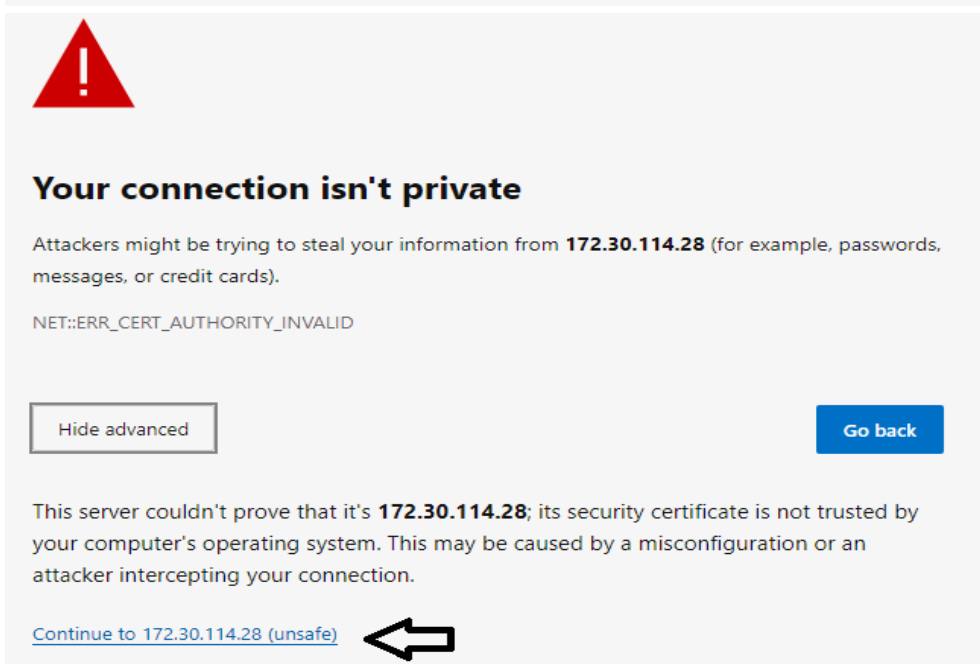 Your connection isn't private
Attackers might be trying to steal your information from 172.30.114.28 (for example, passwords,
messages, or credit cards).
NET::ERR_CERT_AUTHORITY_INVALID
Hide advanced
Go back
This server couldn't prove that it's 172.30.114.28; its security certificate is not trusted by
your computer's operating system. This may be caused by a misconfiguration or an
attacker intercepting your connection.
Continue to 172.30.114.28 (unsafe)